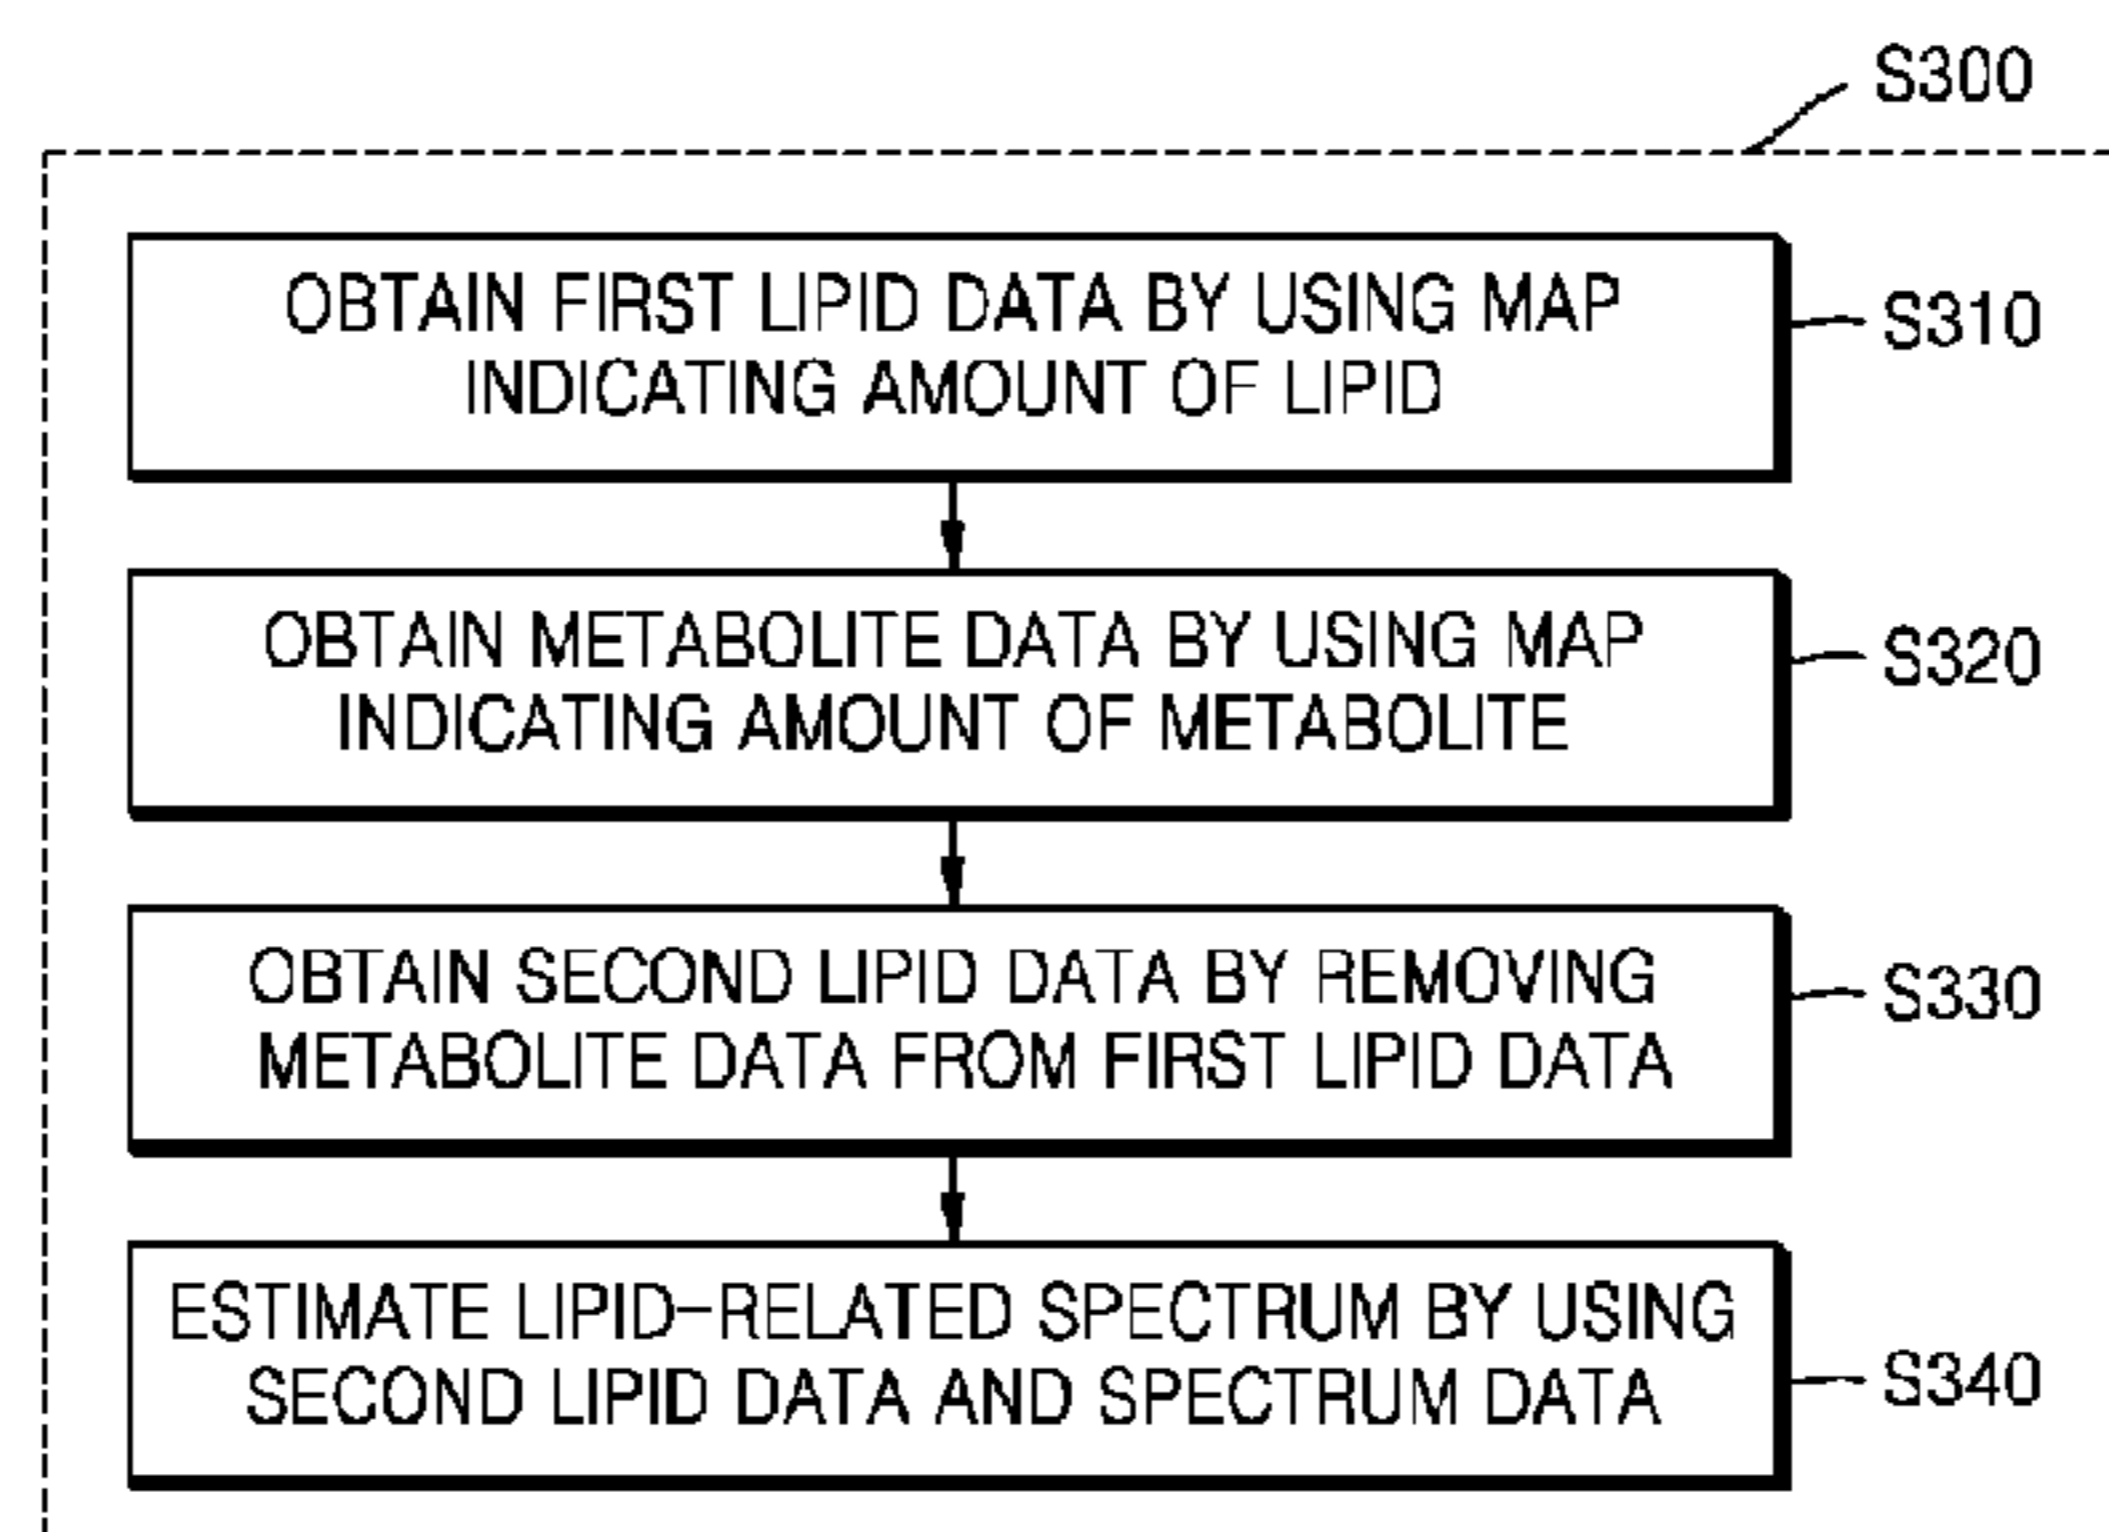 S300
OBTAIN FIRST LIPID DATA BY USING MAP
INDICATING AMOUNT OF LIPID
S310
OBTAIN METABOLITE DATA BY USING MAP
INDICATING AMOUNT OF METABOLITE
S320
OBTAIN SECOND LIPID DATA BY REMOVING
METABOLITE DATA FROM FIRST LIPID DATA
S330
ESTIMATE LIPID-RELATED SPECTRUM BY USING
SECOND LIPID DATA AND SPECTRUM DATA
S340